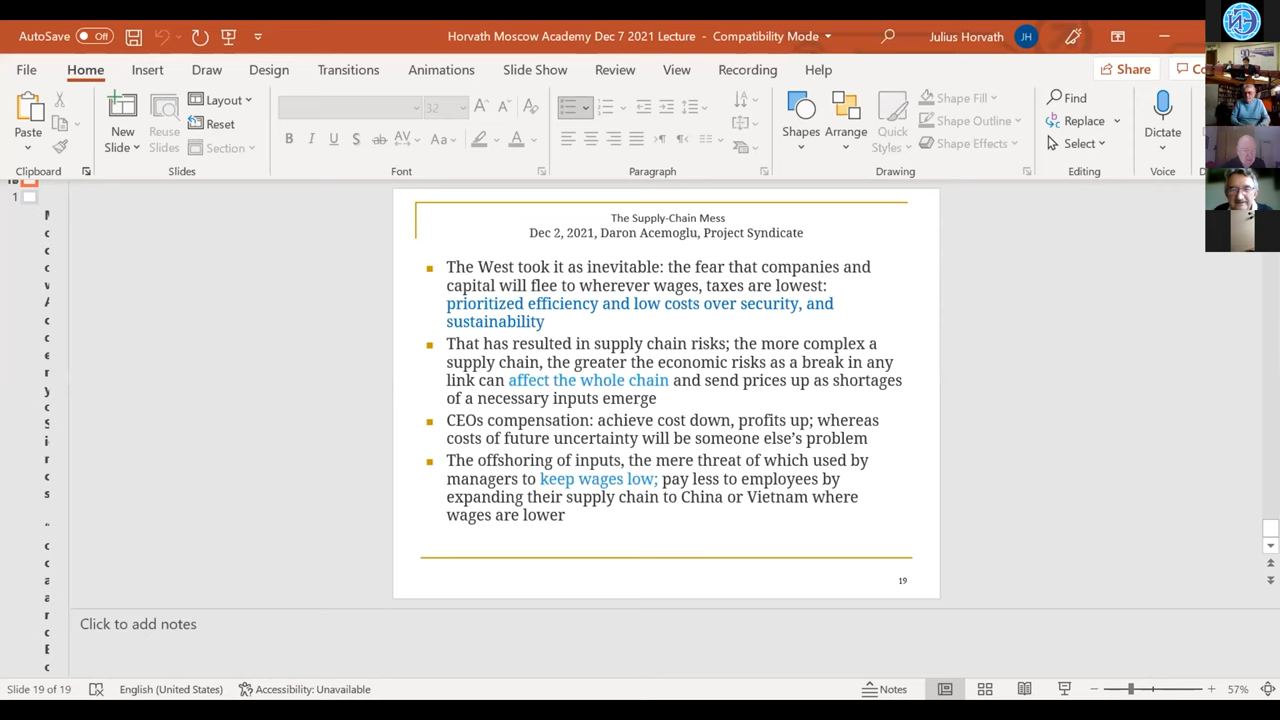 AutoSave Off
Horvath Moscow Academy Dec 7 2021 Lecture - Compatibility Mode
Julius Horvath JH
File Home Insert Draw Design Transitions Animations Slide Show Review View Recording Help Share Co
Paste
New
Slide
Reuse
Slides
Layout
Reset
Section
32
B I U S ab AV Aa A
Shapes
Arrange
Quick
Styles
Shape Fill
Shape Outline
Shape Effects
Find
Replace
Select
Dictate
Clipboard
Slides
Font
Paragraph
Drawing
Editing
Voice
The Supply-Chain Mess
Dec 2, 2021, Daron Acemoglu, Project Syndicate
The West took it as inevitable: the fear that companies and
capital will flee to wherever wages, taxes are lowest:
prioritized efficiency and low costs over security, and
sustainability
That has resulted in supply chain risks; the more complex a
supply chain, the greater the economic risks as a break in any
link can affect the whole chain and send prices up as shortages
of a necessary inputs emerge
CEOs compensation: achieve cost down, profits up; whereas
costs of future uncertainty will be someone else’s problem
The offshoring of inputs, the mere threat of which used by
managers to keep wages low; pay less to employees by
expanding their supply chain to China or Vietnam where
wages are lower
19
Click to add notes
Slide 19 of 19
English (United States)
Accessibility: Unavailable
Notes
57%